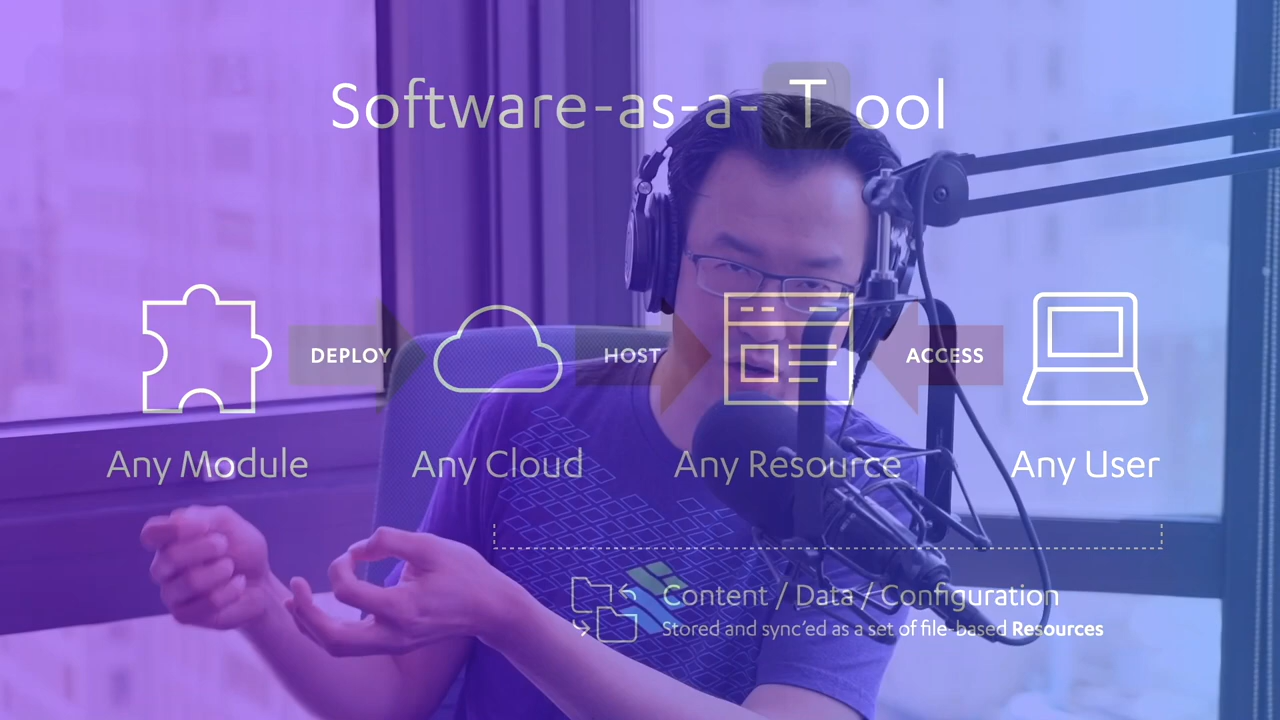 Software-as-a- Tool
DEPLOY HOST ACCESS
Any Module Any Cloud Any Resource Any User
Content / Data / Configuration
Stored and sync'ed as a set of file-based Resources